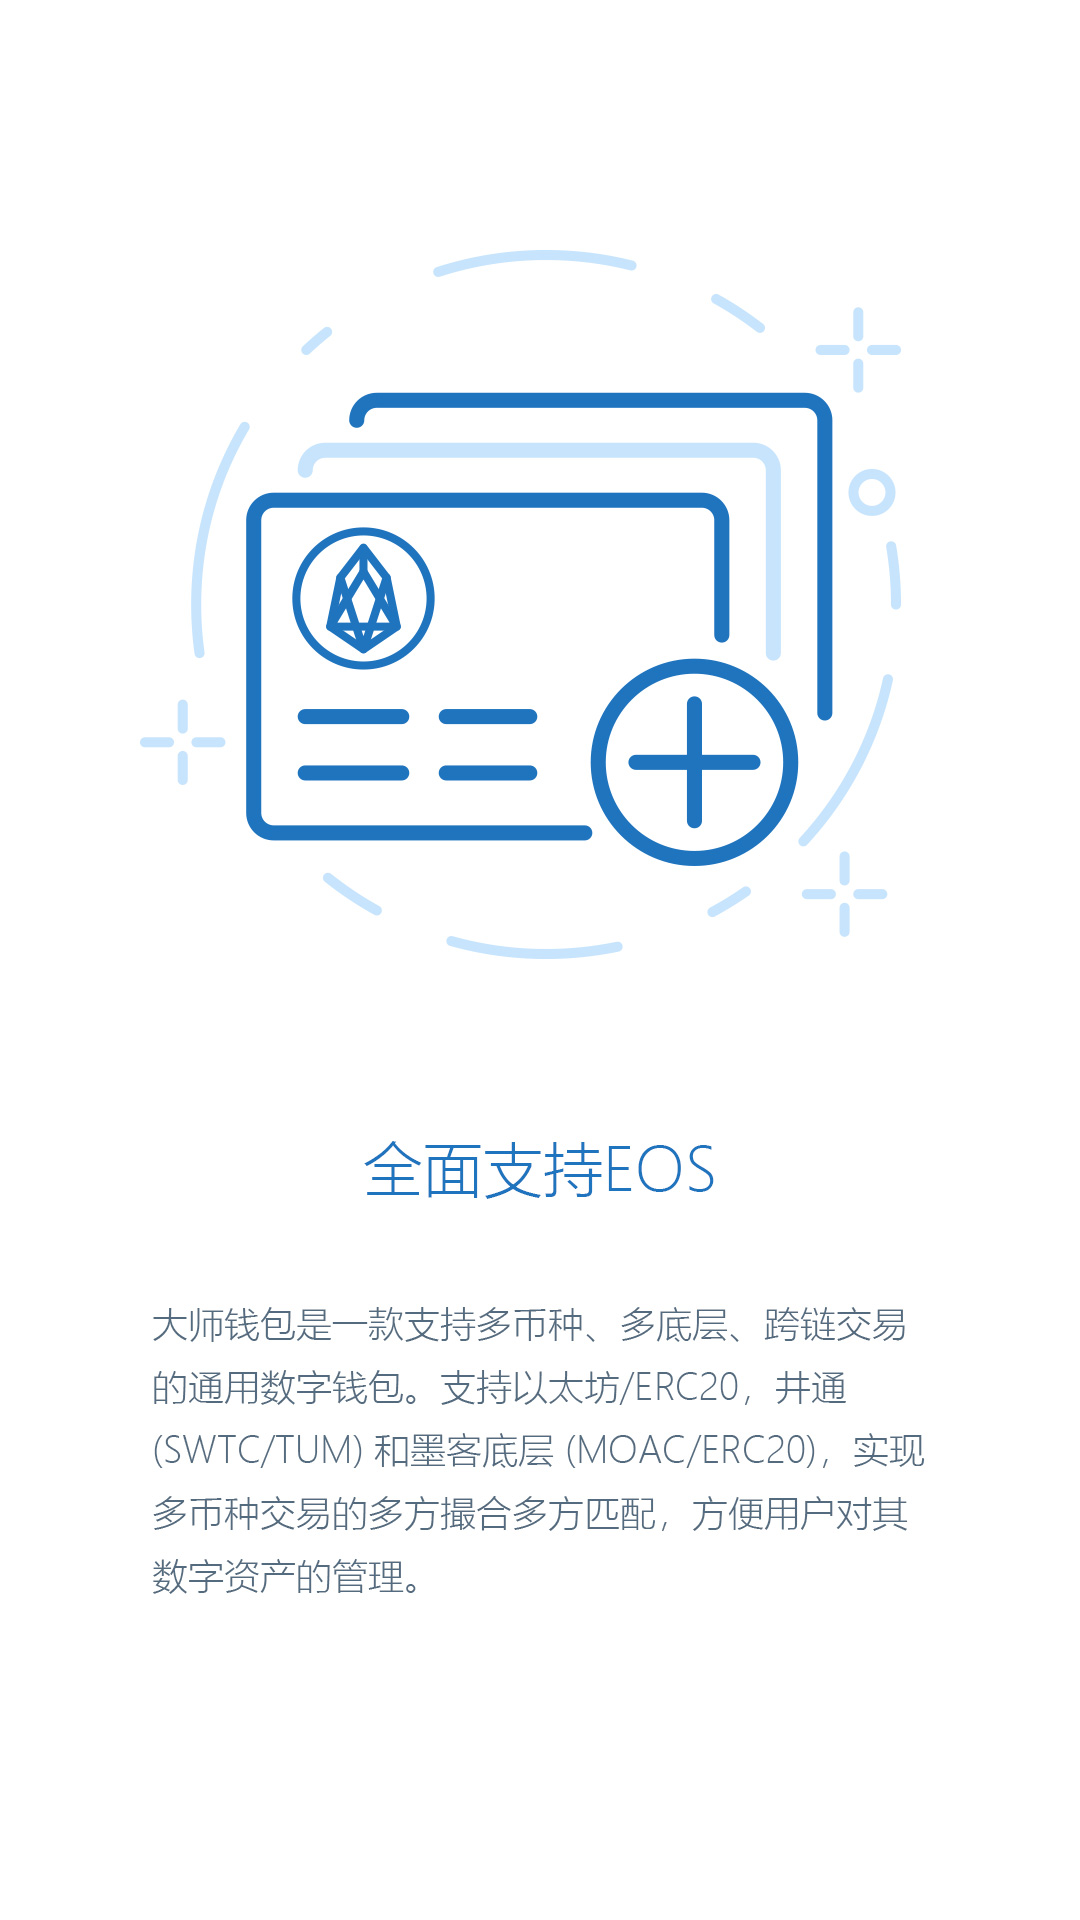 全面支持EOS
大师钱包是一款支持多币种、多底层、跨链交易
的通用数字钱包。支持以太坊/ERC20，井通
(SWTC/TUM) 和墨客底层 (MOAC/ERC20)，实现
多币种交易的多方撮合多方匹配，方便用户对其
数字资产的管理。